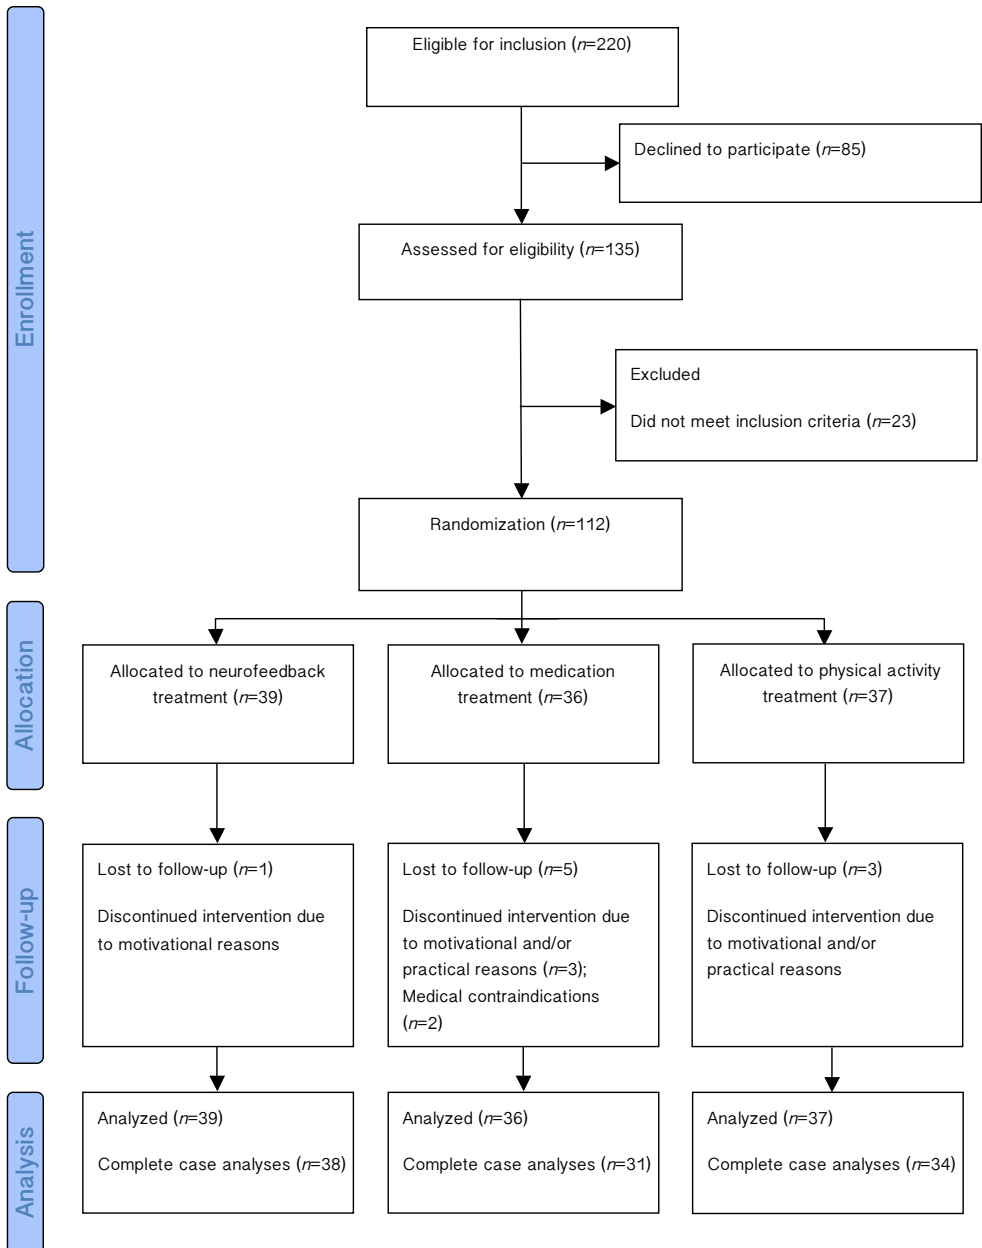 Enrollment
Eligible for inclusion (n=220)
Declined to participate (n=85)
Assessed for eligibility (n=135)
Excluded
Did not meet inclusion criteria (n=23)
Randomization (n=112)
Allocation
Allocated to neurofeedback
treatment (n=39)
Allocated to medication
treatment (n=36)
Allocated to physical activity
treatment (n=37)
Follow-up
Lost to follow-up (n=1)
Discontinued intervention due
to motivational reasons
Lost to follow-up (n=5)
Discontinued intervention due
to motivational and/or
practical reasons (n=3);
Medical contraindications
(n=2)
Lost to follow-up (n=3)
Discontinued intervention due
to motivational and/or
practical reasons
Analysis
Analyzed (n=39)
Complete case analyses (n=38)
Analyzed (n=36)
Complete case analyses (n=31)
Analyzed (n=37)
Complete case analyses (n=34)